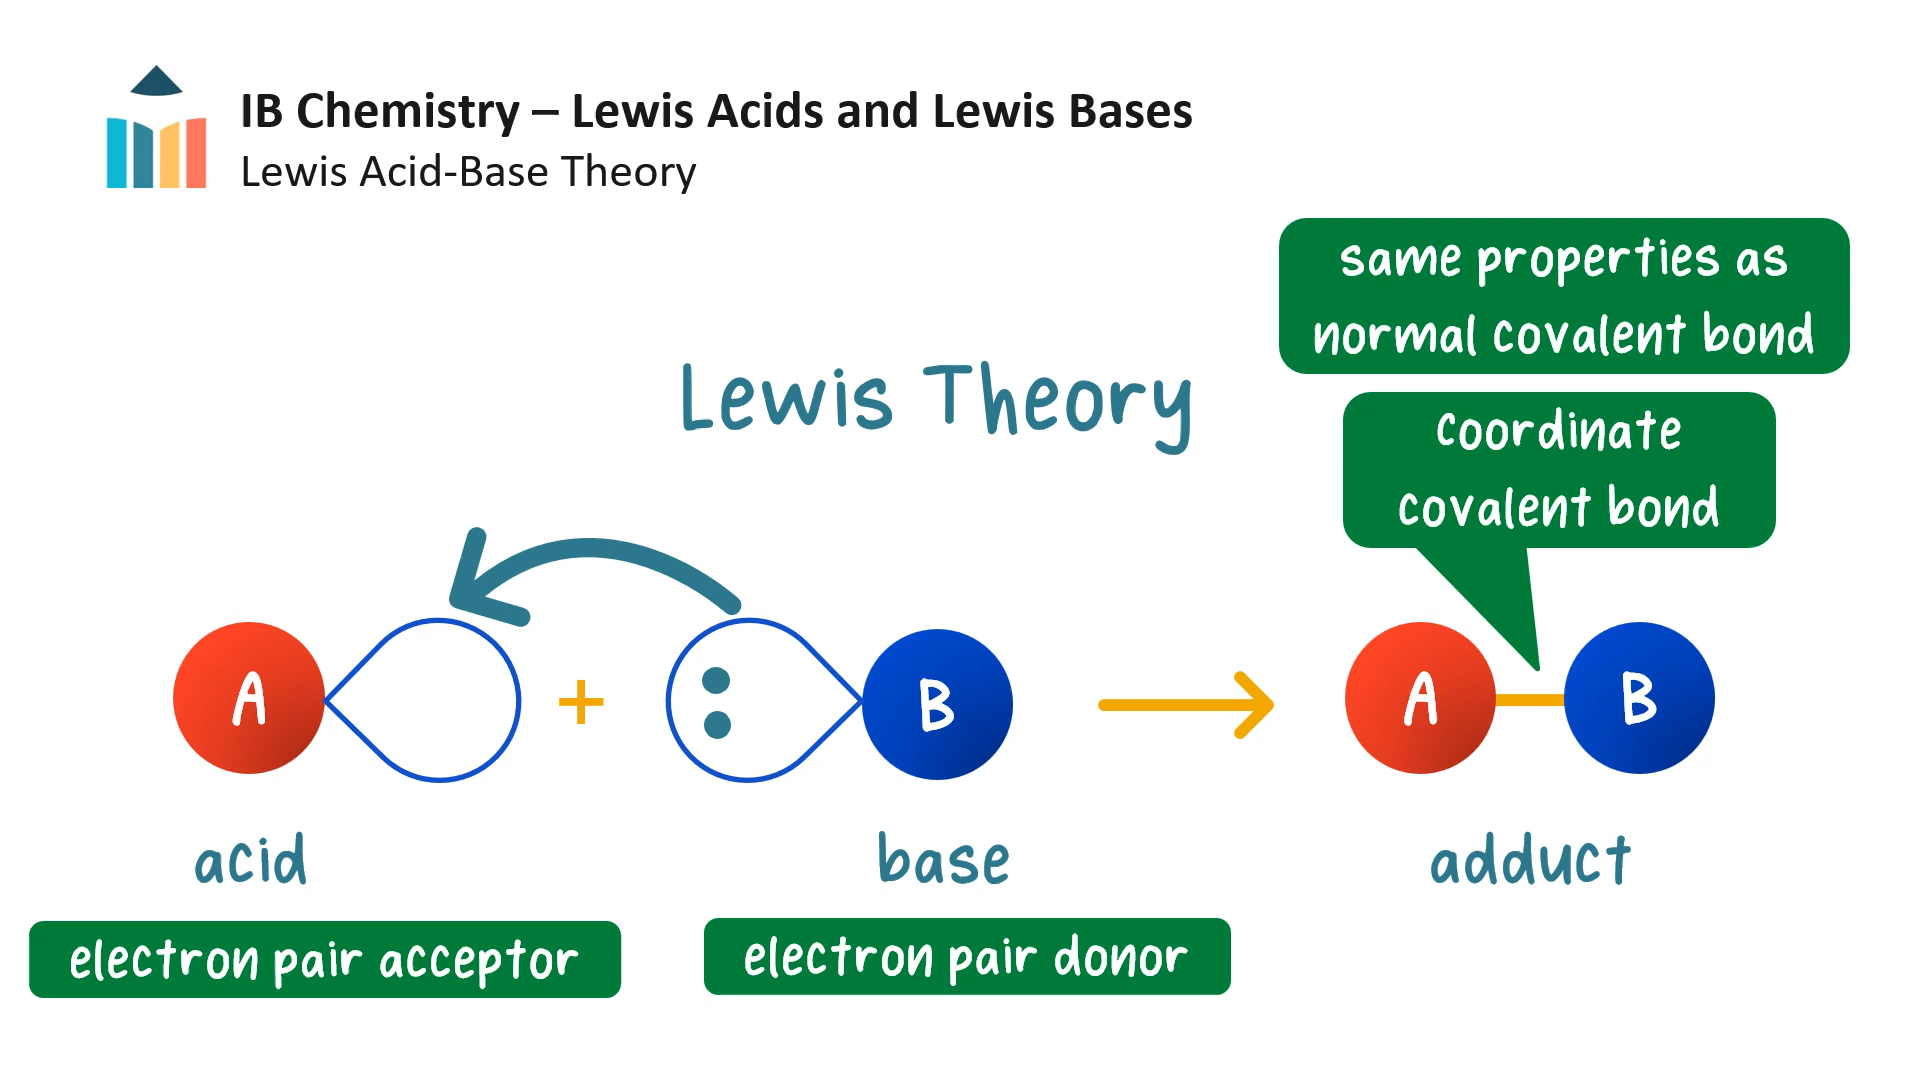 IB Chemistry – Lewis Acids and Lewis Bases
Lewis Acid-Base Theory
same properties as
normal covalent bond
Lewis Theory
coordinate
covalent bond
A
+
:
B
A
B
acid
base
adduct
electron pair acceptor
electron pair donor